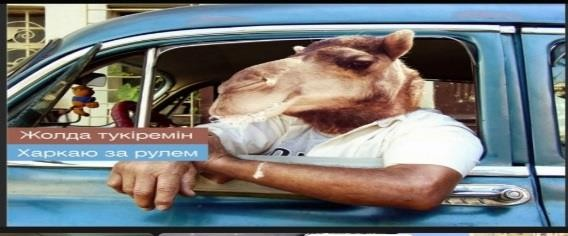 Жолда тукіремін
Харкаю за рулем